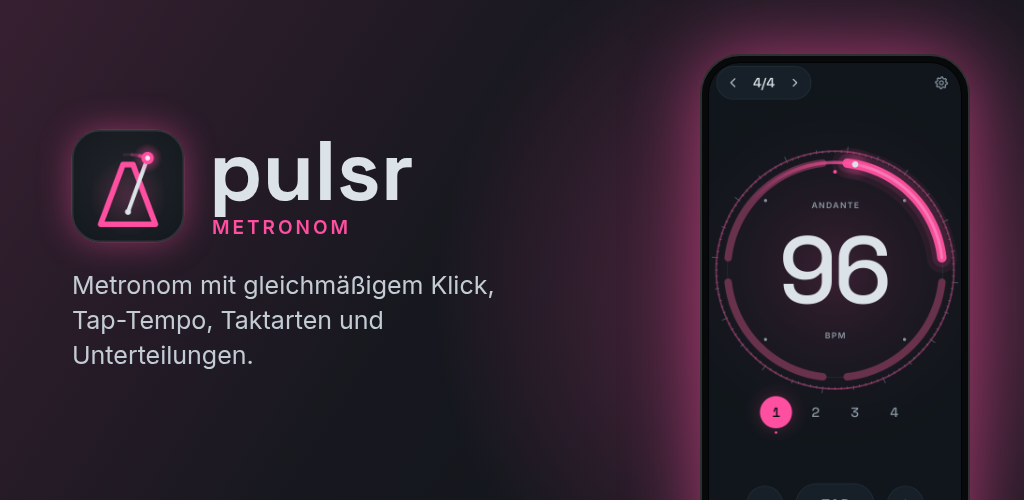 pulsr
METRONOM
Metronom mit gleichmäßigem Klick,
Tap-Tempo, Taktarten und
Unterteilungen.
4/4
ANDANTE
96
BPM
1 2 3 4